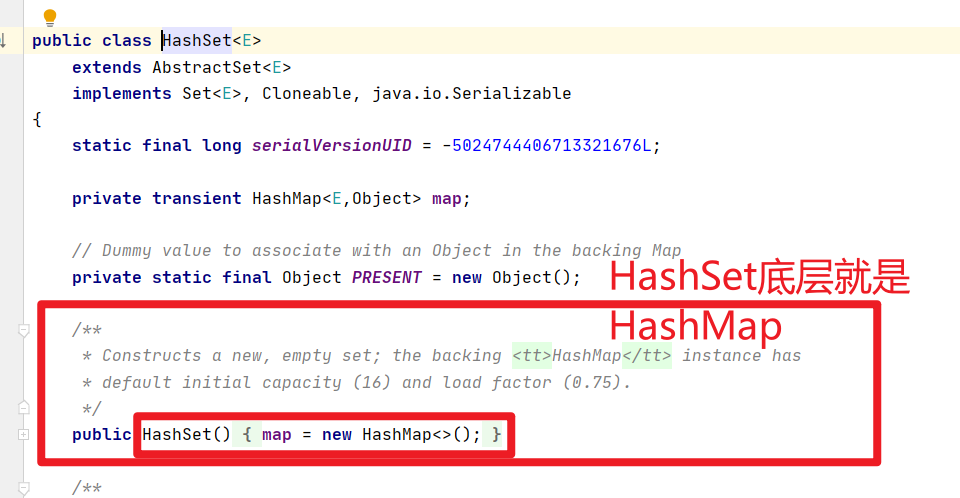 public class HashSet<E>
extends AbstractSet<E>
implements Set<E>, Cloneable, java.io.Serializable
{
static final long serialVersionUID = -5024744406713321676L;
private transient HashMap<E,Object> map;
// Dummy value to associate with an Object in the backing Map
private static final Object PRESENT = new Object();
HashSet底层就是
HashMap
/**
* Constructs a new, empty set; the backing <tt>HashMap</tt> instance has
* default initial capacity (16) and load factor (0.75).
*/
public HashSet() { map = new HashMap<>(); }
/**